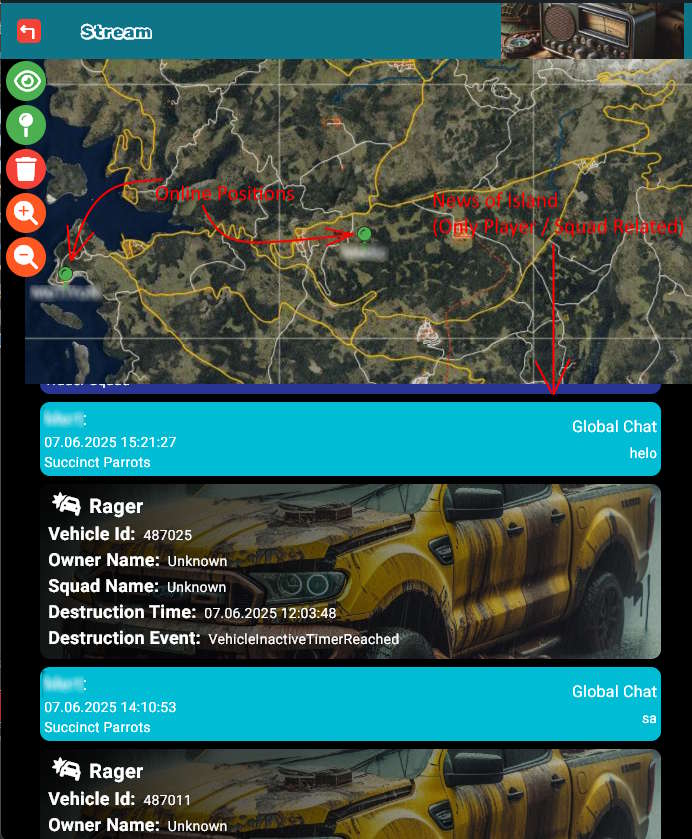 Stream
Online Positions
News of Island
(Only Player / Squad Related)
:
07.06.2025 15:21:27
Succinct Parrots
Global Chat
helo
Rager
Vehicle Id: 487025
Owner Name: Unknown
Squad Name: Unknown
Destruction Time: 07.06.2025 12:03:48
Destruction Event: VehicleInactiveTimerReached
:
07.06.2025 14:10:53
Succinct Parrots
Global Chat
sa
Rager
Vehicle Id: 487011
Owner Name: Unknown